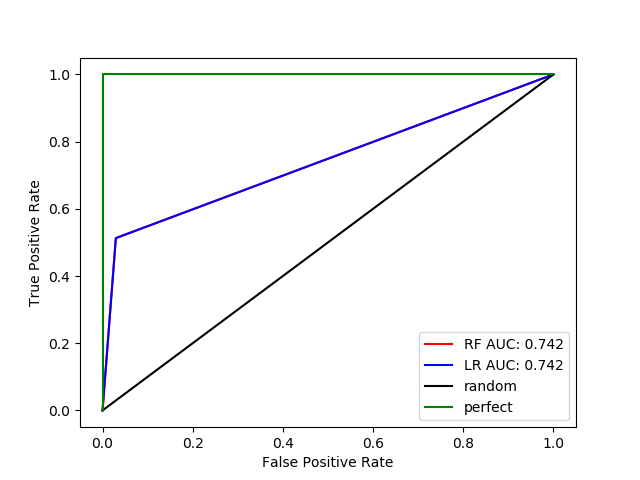 1.0
0.8
0.6
0.4
0.2
0.0
True Positive Rate
RF AUC: 0.742
LR AUC: 0.742
random
perfect
0.0 0.2 0.4 0.6 0.8 1.0
False Positive Rate